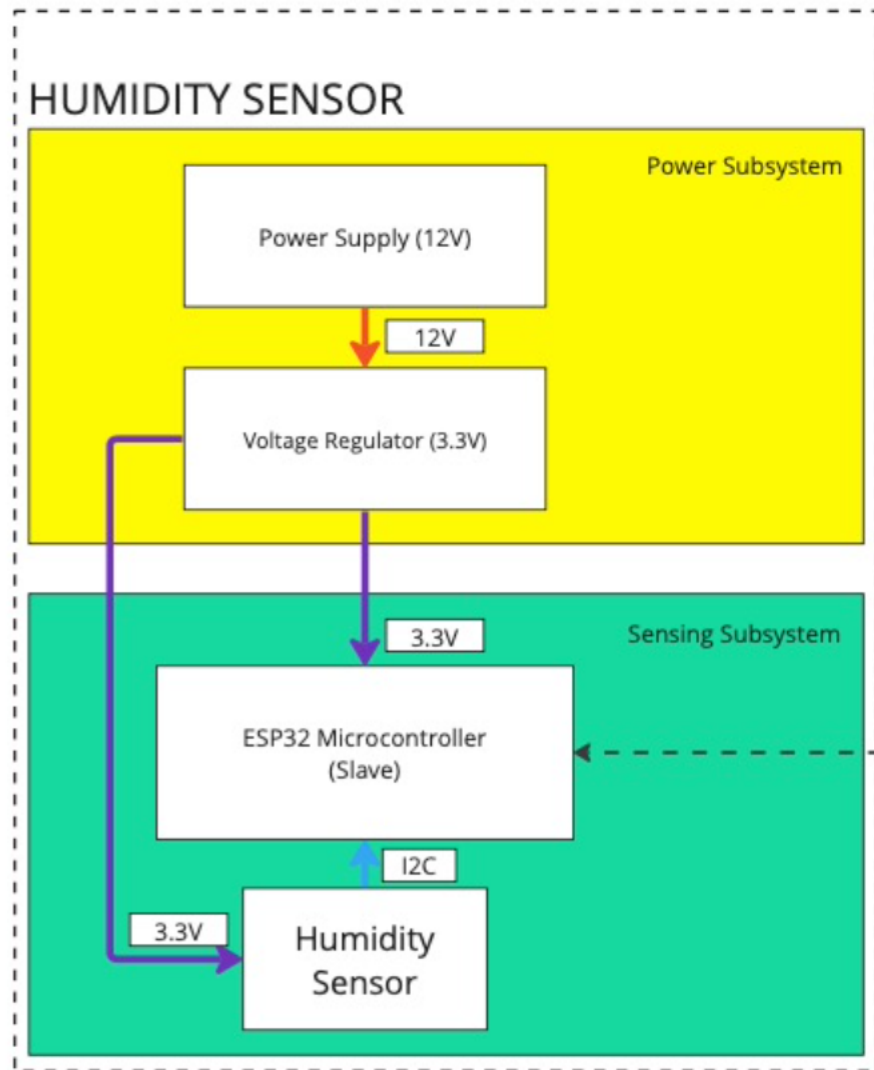 HUMIDITY SENSOR
Power Subsystem
Power Supply (12V)
12V
Voltage Regulator (3.3V)
3.3V
Sensing Subsystem
ESP32 Microcontroller
(Slave)
I2C
3.3V
Humidity
Sensor